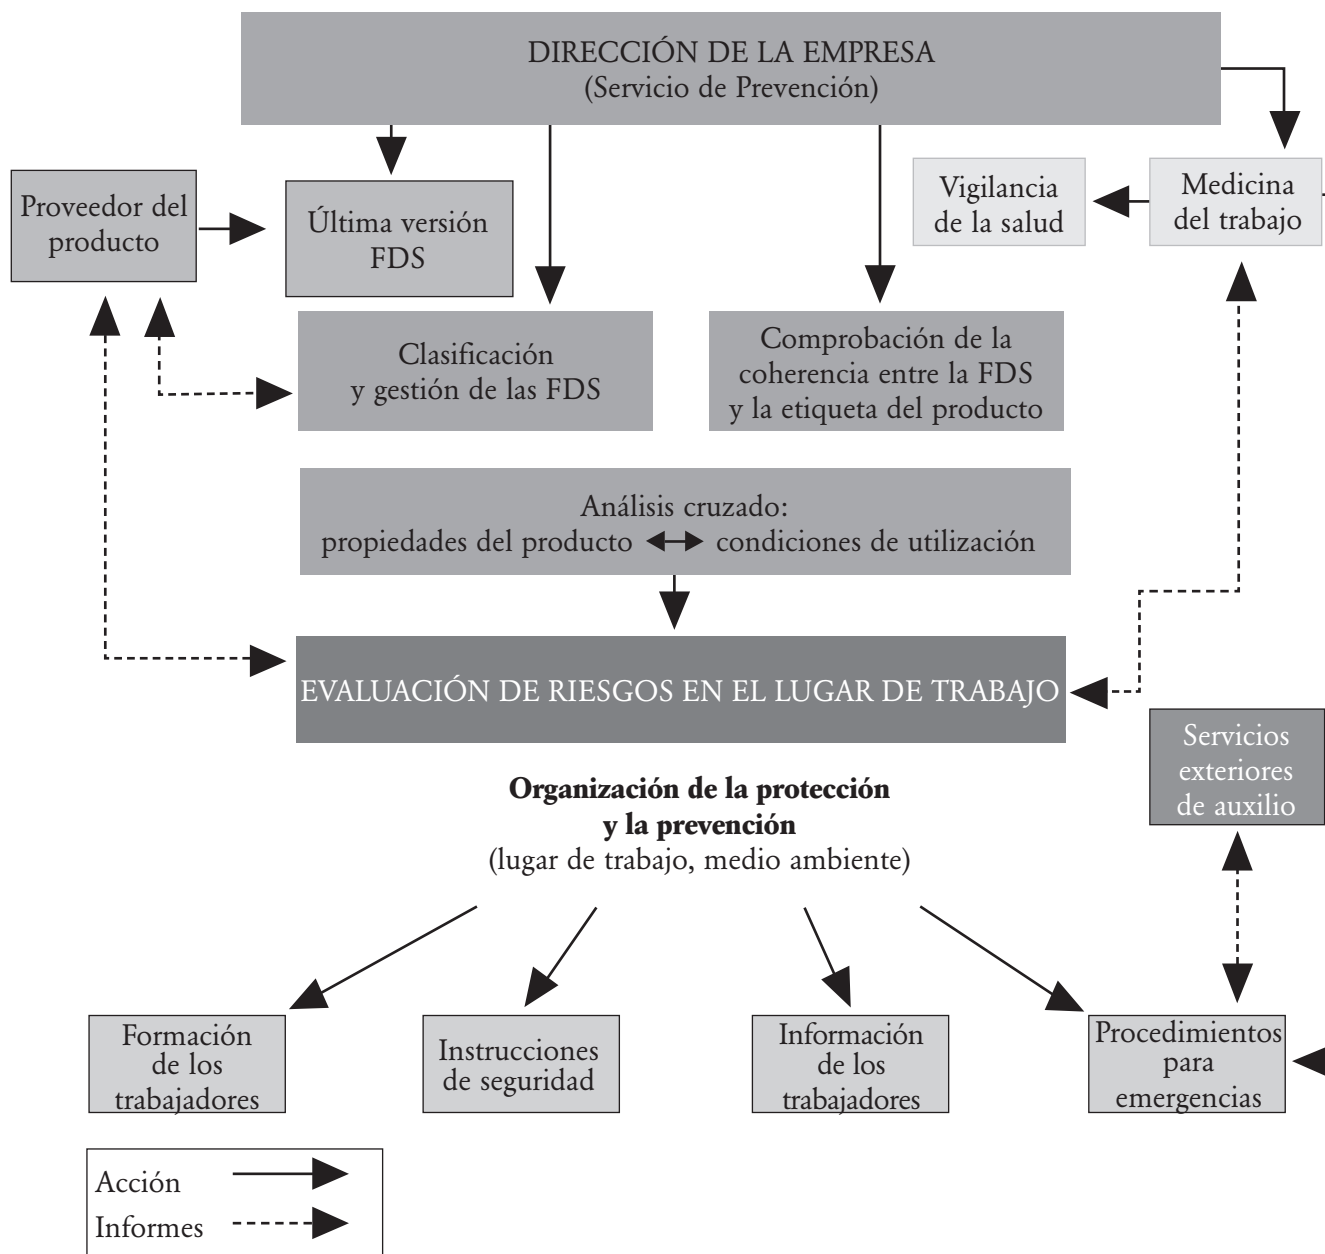 DIRECCIÓN DE LA EMPRESA
(Servicio de Prevención)
Proveedor del
producto
Última versión
FDS
Vigilancia
de la salud
Medicina
del trabajo
Clasificación
y gestión de las FDS
Comprobación de la
coherencia entre la FDS
y la etiqueta del producto
Análisis cruzado:
propiedades del producto condiciones de utilización
EVALUACIÓN DE RIESGOS EN EL LUGAR DE TRABAJO
Servicios
exteriores
de auxilio
Organización de la protección
y la prevención
(lugar de trabajo, medio ambiente)
Formación
de los
trabajadores
Instrucciones
de seguridad
Información
de los
trabajadores
Procedimientos
para
emergencias
Acción
Informes